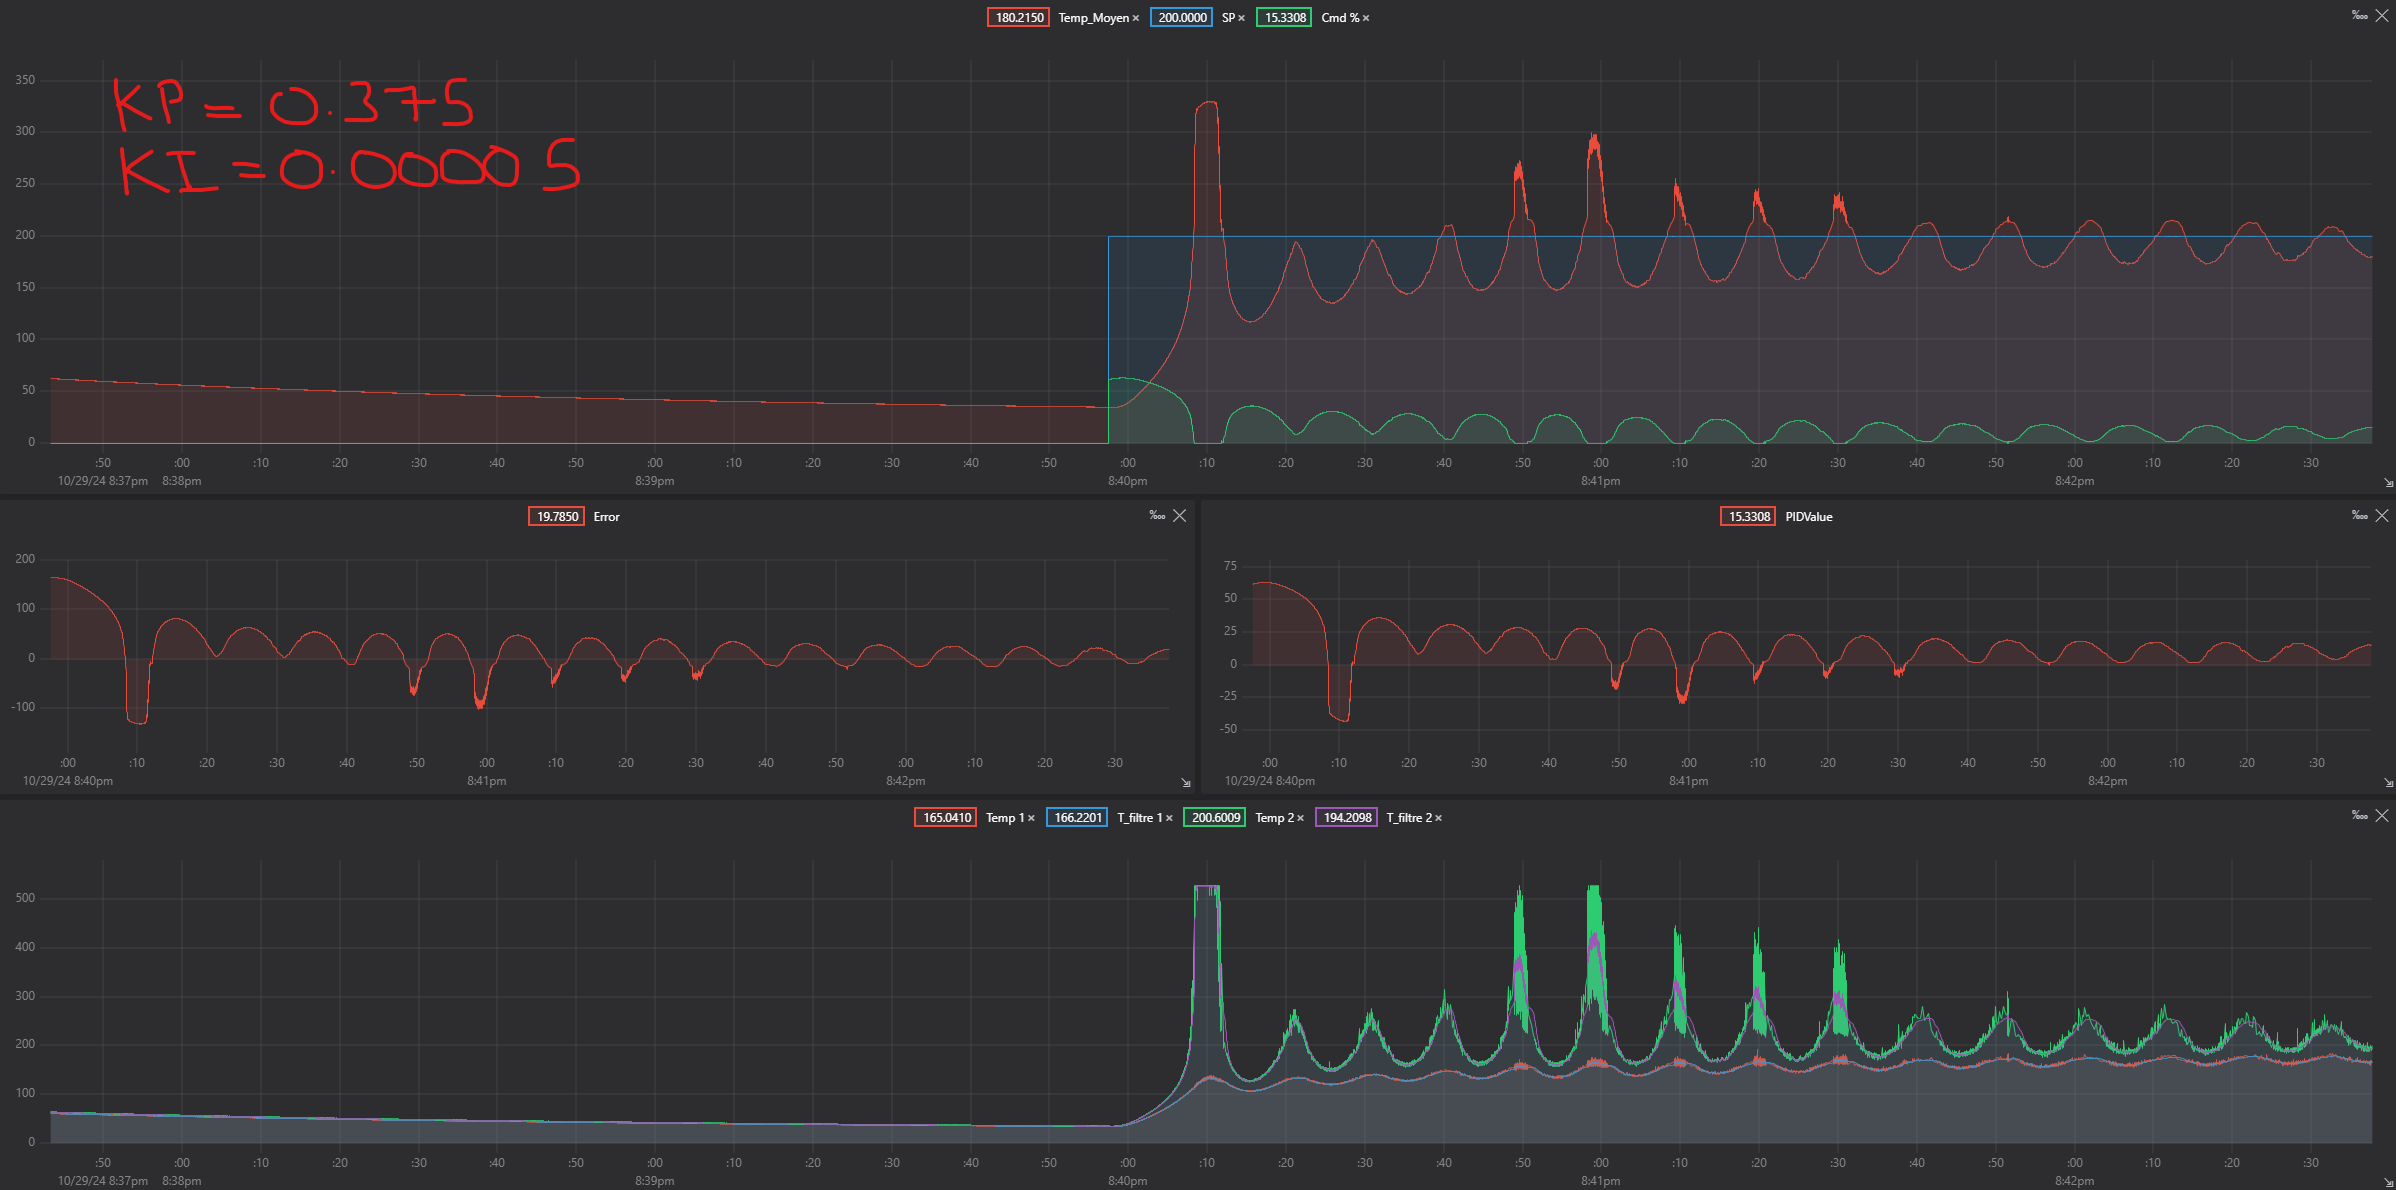 180.2150 Temp_Moyen × 200.0000 SP × 15.3308 Cmd % ×
KP = 0.375
KI = 0.00005
350
300
250
200
150
100
50
0
:50 :00 :10 :20 :30 :40 :50 :00 :10 :20 :30 :40 :50 :00 :10 :20 :30 :40 :50 :00 :10 :20 :30 :40 :50 :00 :10 :20 :30
10/29/24 8:37pm 8:38pm 8:39pm 8:40pm 8:41pm 8:42pm
19.7850 Error
200
100
0
-100
:00 :10 :20 :30 :40 :50 :00 :10 :20 :30 :40 :50 :00 :10 :20 :30
10/29/24 8:40pm 8:41pm 8:42pm
15.3308 PIDValue
75
50
25
0
-25
-50
:00 :10 :20 :30 :40 :50 :00 :10 :20 :30 :40 :50 :00 :10 :20 :30
10/29/24 8:40pm 8:41pm 8:42pm
165.0410 Temp 1 × 166.2201 T_filtre 1 × 200.6009 Temp 2 × 194.2098 T_filtre 2 ×
500
400
300
200
100
0
:50 :00 :10 :20 :30 :40 :50 :00 :10 :20 :30 :40 :50 :00 :10 :20 :30 :40 :50 :00 :10 :20 :30 :40 :50 :00 :10 :20 :30
10/29/24 8:37pm 8:38pm 8:39pm 8:40pm 8:41pm 8:42pm